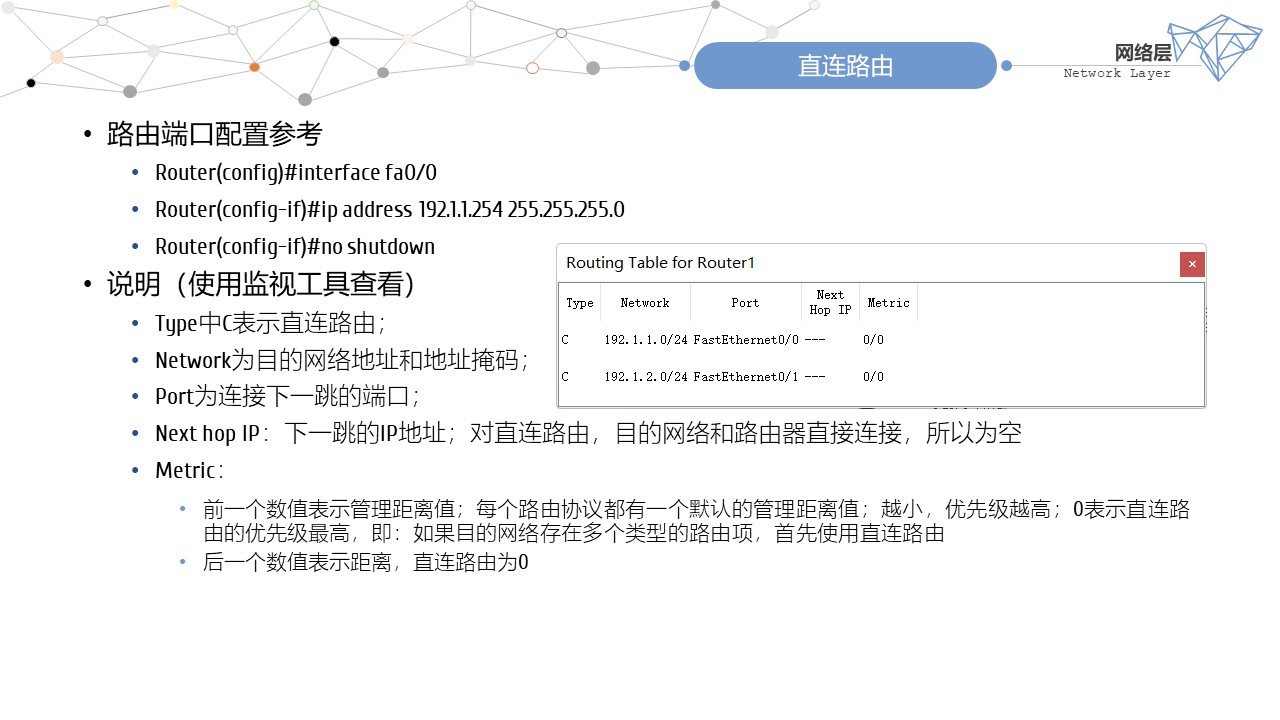 直连路由
网络层
Network Layer
• 路由端口配置参考
• Router(config)#interface fa0/0
• Router(config-if)#ip address 192.1.1.254 255.255.255.0
• Router(config-if)#no shutdown
• 说明（使用监视工具查看）
• Type中C表示直连路由；
• Network为目的网络地址和地址掩码；
• Port为连接下一跳的端口；
• Next hop IP：下一跳的IP地址；对直连路由，目的网络和路由器直接连接，所以为空
• Metric：
• 前一个数值表示管理距离值；每个路由协议都有一个默认的管理距离值；越小，优先级越高；0表示直连路
由的优先级最高，即：如果目的网络存在多个类型的路由项，首先使用直连路由
• 后一个数值表示距离，直连路由为0
Routing Table for Router1
Type Network Port Next Hop IP Metric
C 192.1.1.0/24 FastEthernet0/0 --- 0/0
C 192.1.2.0/24 FastEthernet0/1 --- 0/0